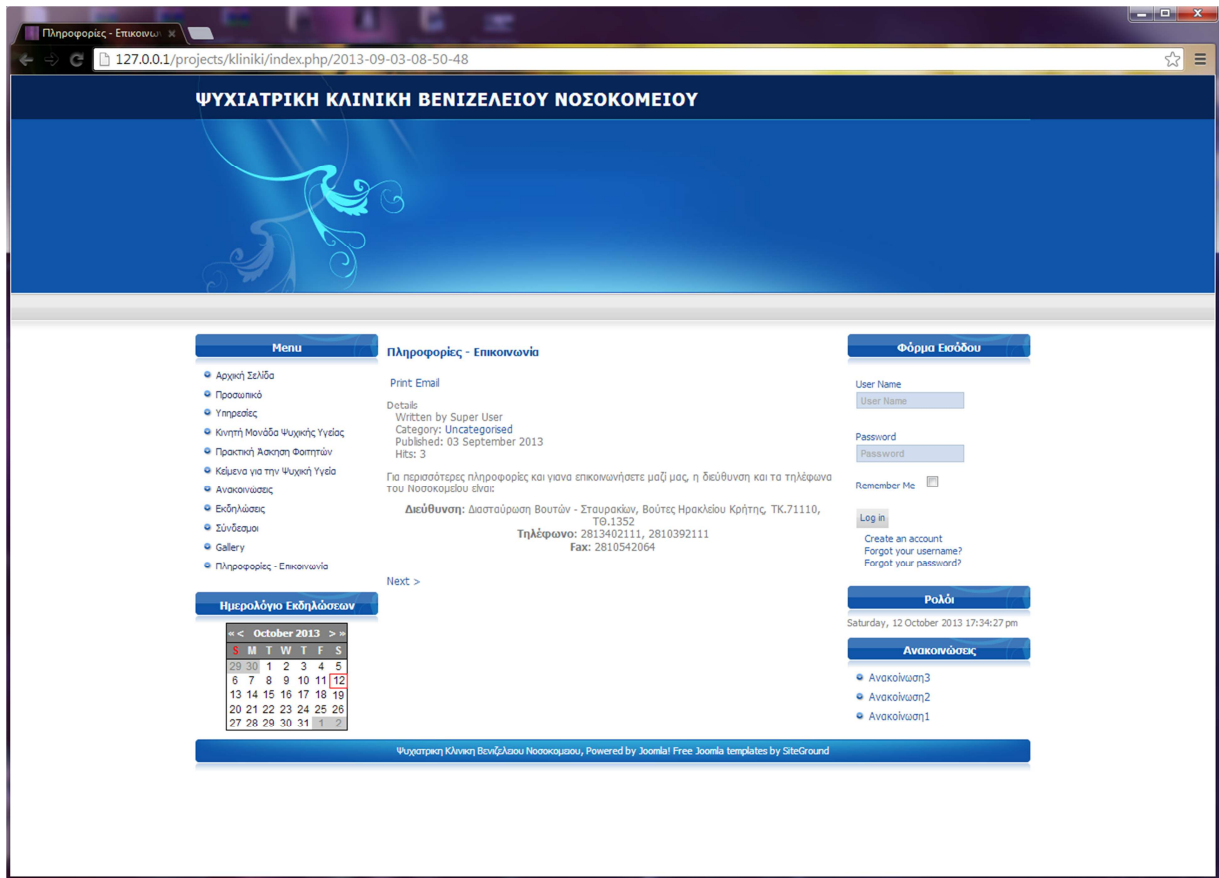 Πληροφορίες - Επικοινων
127.0.0.1/projects/kliniki/index.php/2013-09-03-08-50-48
ΨΥΧΙΑΤΡΙΚΗ ΚΛΙΝΙΚΗ ΒΕΝΙΖΕΛΕΙΟΥ ΝΟΣΟΚΟΜΕΙΟΥ
Menu
Αρχική Σελίδα
Προσωπικό
Υπηρεσίες
Κινητή Μονάδα Ψυχικής Υγείας
Πρακτική Άσκηση Φοιτητών
Κείμενα για την Ψυχική Υγεία
Ανακοινώσεις
Εκδηλώσεις
Σύνδεσμοι
Gallery
Πληροφορίες - Επικοινωνία
Ημερολόγιο Εκδηλώσεων
« < October 2013 > »
S M T W T F S
29 30 1 2 3 4 5
6 7 8 9 10 11 12
13 14 15 16 17 18 19
20 21 22 23 24 25 26
27 28 29 30 31 1 2
Πληροφορίες - Επικοινωνία
Print Email
Details
Written by Super User
Category: Uncategorised
Published: 03 September 2013
Hits: 3
Για περισσότερες πληροφορίες και γιανα επικοινωνήσετε μαζί μας, η διεύθυνση και τα τηλέφωνα
του Νοσοκομείου είναι:
Διεύθυνση: Διασταύρωση Βουτών - Σταυρακίων, Βούτες Ηρακλείου Κρήτης, ΤΚ.71110,
ΤΘ.1352
Τηλέφωνο: 2813402111, 2810392111
Fax: 2810542064
Next >
Φόρμα Εισόδου
User Name
User Name
Password
Password
Remember Me
Log in
Create an account
Forgot your username?
Forgot your password?
Ρολόι
Saturday, 12 October 2013 17:34:27 pm
Ανακοινώσεις
Ανακοίνωση3
Ανακοίνωση2
Ανακοίνωση1
Ψυχιατρικη Κλινικη Βενιζελειου Νοσοκομειου, Powered by Joomla! Free Joomla templates by SiteGround